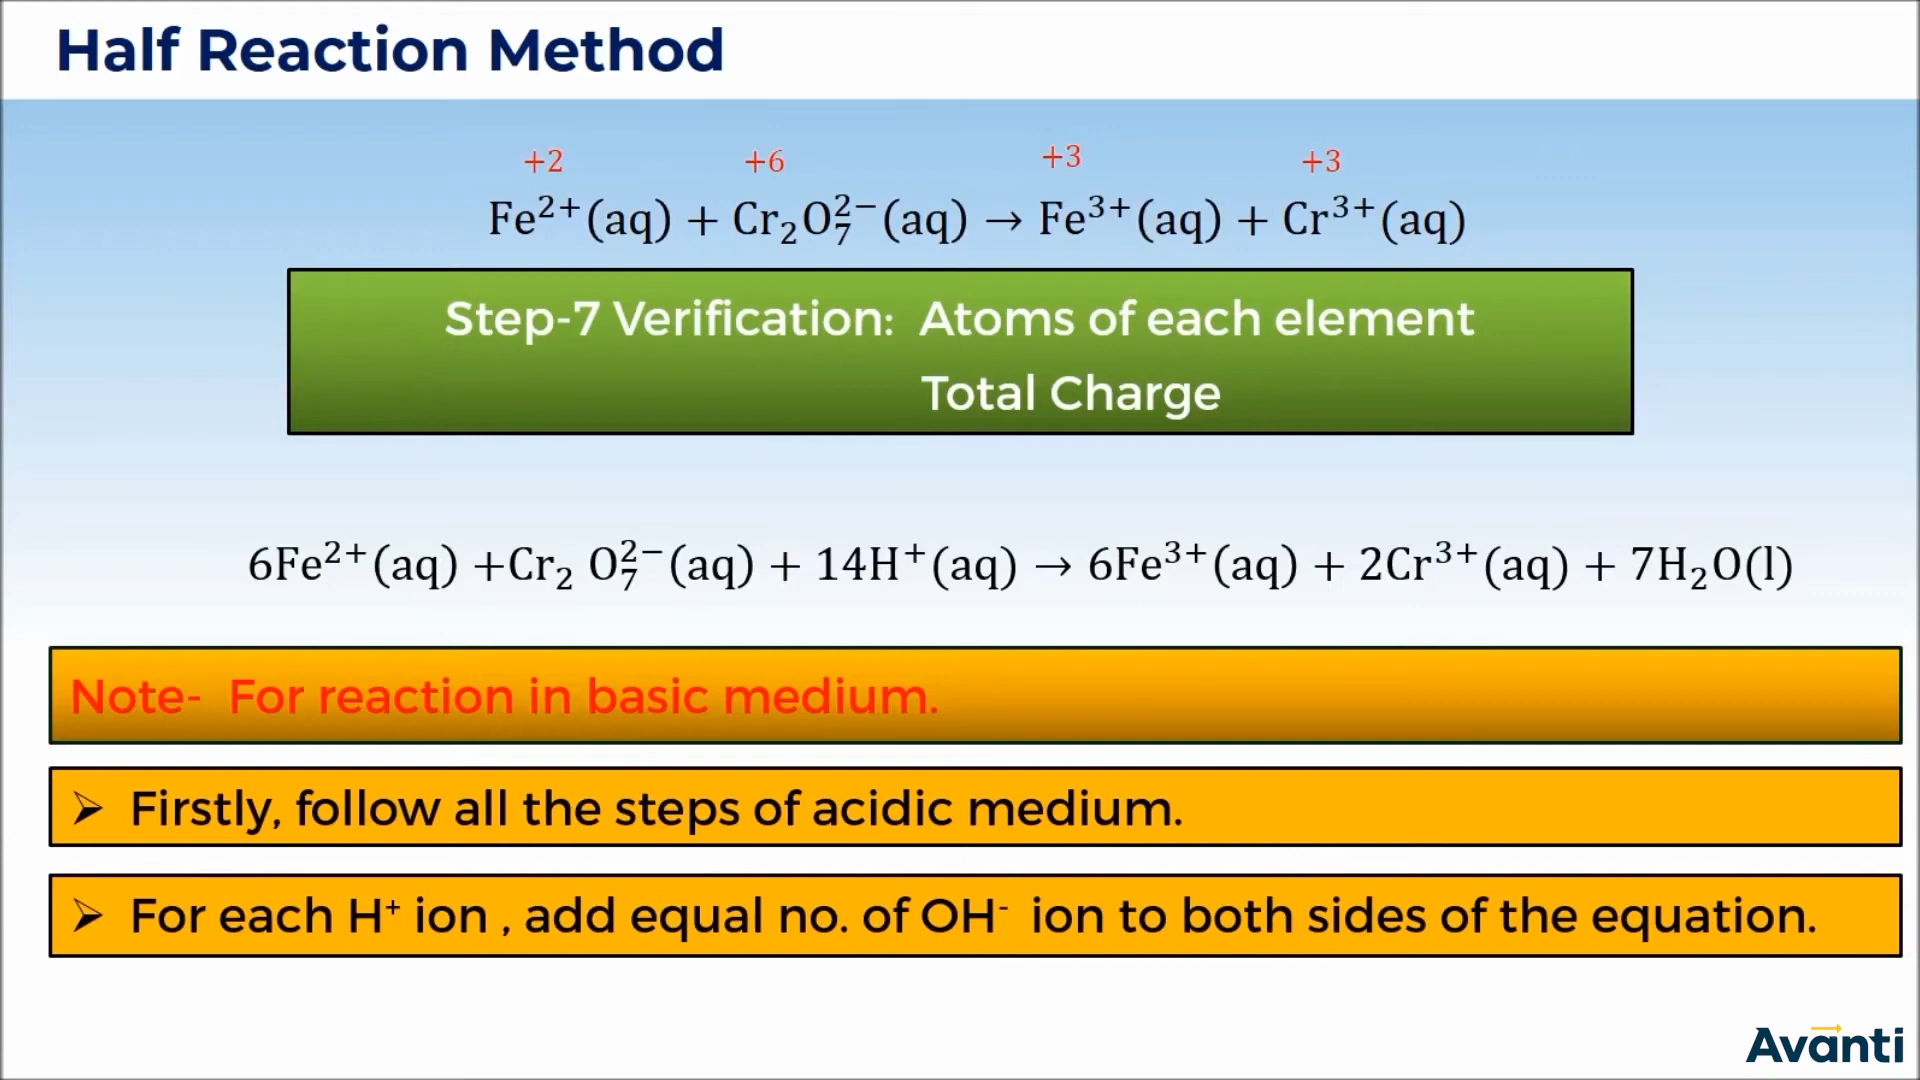 Half Reaction Method
+2 +6 +3 +3
Fe²⁺(aq) + Cr₂O₇²⁻(aq) → Fe³⁺(aq) + Cr³⁺(aq)
Step-7 Verification: Atoms of each element
Total Charge
6Fe²⁺(aq) +Cr₂ O₇²⁻(aq) + 14H⁺(aq) → 6Fe³⁺(aq) + 2Cr³⁺(aq) + 7H₂O(l)
Note- For reaction in basic medium.
➢ Firstly, follow all the steps of acidic medium.
➢ For each H⁺ ion , add equal no. of OH⁻ ion to both sides of the equation.
Avanti